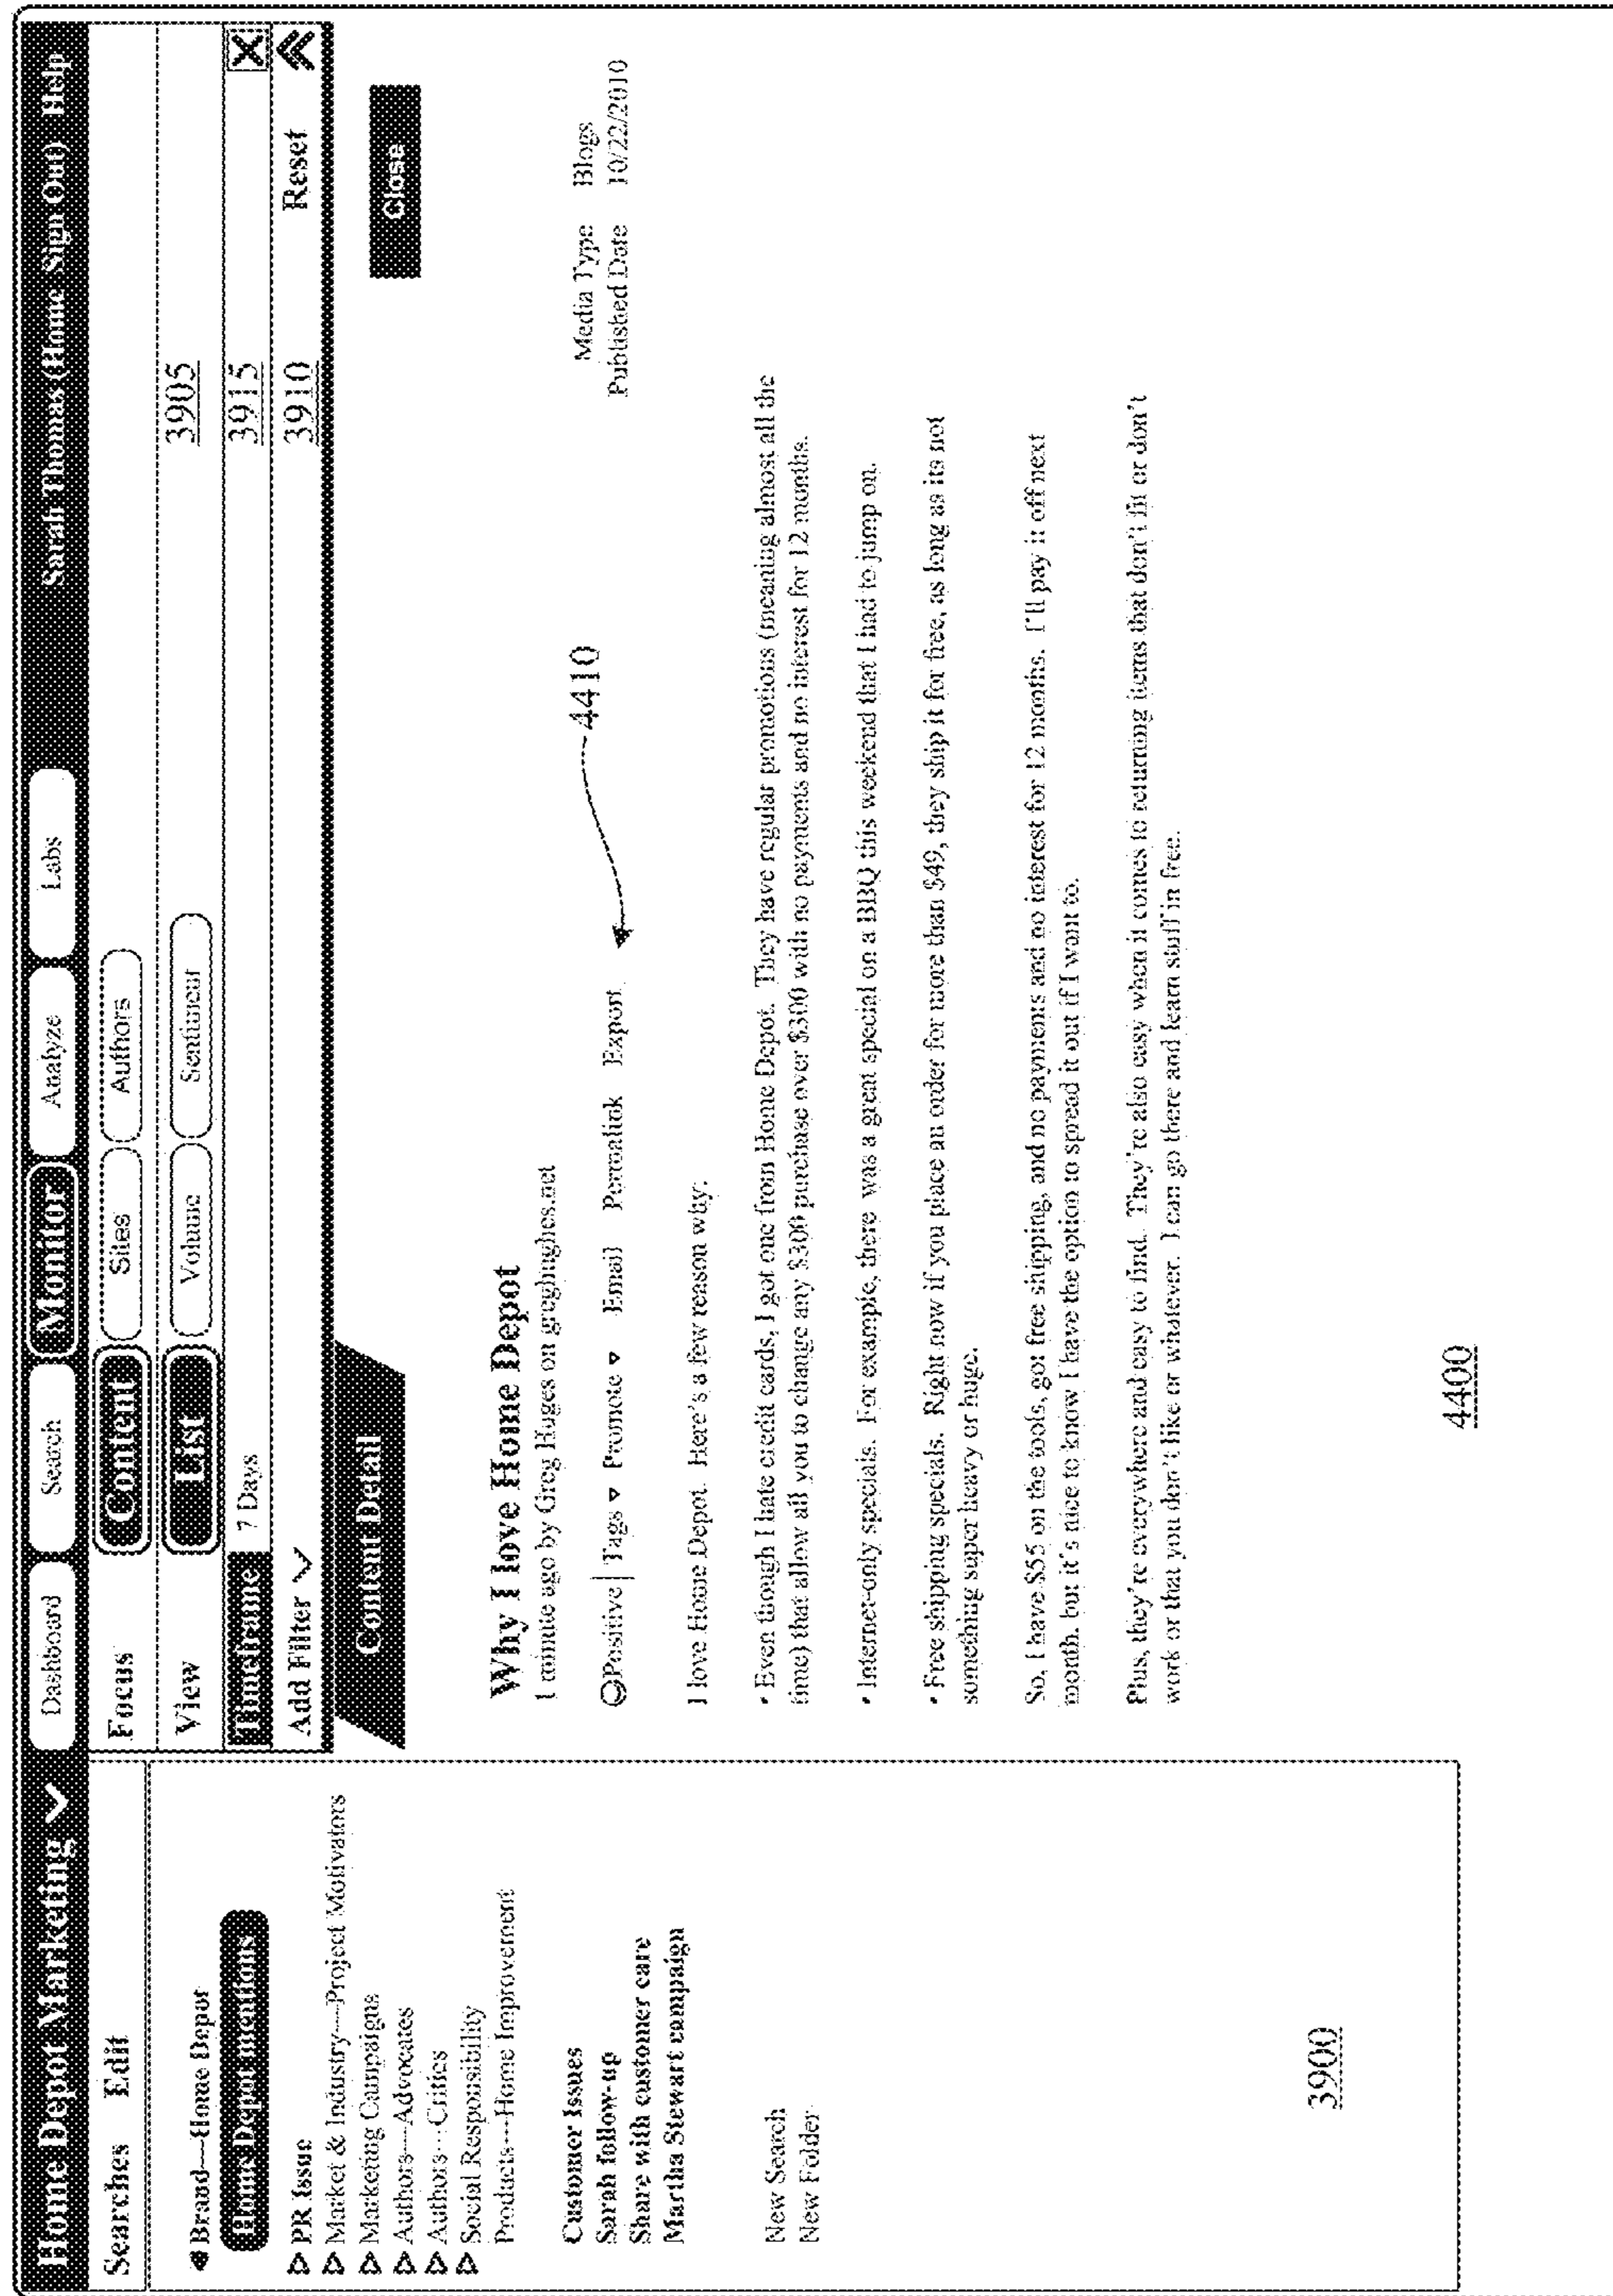 Home Depot Marketing
Dashboard
Search
Monitor
Analyze
Labs
Sarah Thomas (Home Sign Out) Help
Searches Edit
Brand—Home Depot
Home Depot mentions
PR Issue
Market & Industry—Project Motivators
Marketing Campaigns
Authors—Advocates
Authors—Critics
Social Responsibility
Products—Home Improvement
Customer Issues
Sarah follow-up
Share with customer care
Martha Stewart campaign
New Search
New Folder
3900
Focus
Content
Sites
Authors
View
List
Volume
Sentiment
3905
Timeframe 7 Days
3915
X
Add Filter
3910
Reset
Content Detail
Close
Why I love Home Depot
1 minute ago by Greg Huges on greghughes.net
Media Type Blogs
Published Date 10/22/2010
4410
Positive | Tags Promote Email Permalink Export
I love Home Depot. Here's a few reason why:
• Even though I hate credit cards, I got one from Home Depot. They have regular promotions (meaning almost all the
time) that allow all you to change any $300 purchase over $300 with no payments and no interest for 12 months.
• Internet-only specials. For example, there was a great special on a BBQ this weekend that I had to jump on.
• Free shipping specials. Right now if you place an order for more than $49, they ship it for free, as long as its not
something super heavy or huge.
So, I have $55 on the tools, got free shipping, and no payments and no interest for 12 months. I'll pay it off next
month, but it's nice to know I have the option to spread it out if I want to.
Plus, they're everywhere and easy to find. They're also easy when it comes to returning items that don't fit or don't
work or that you don't like or whatever. I can go there and learn stuff in free.
4400